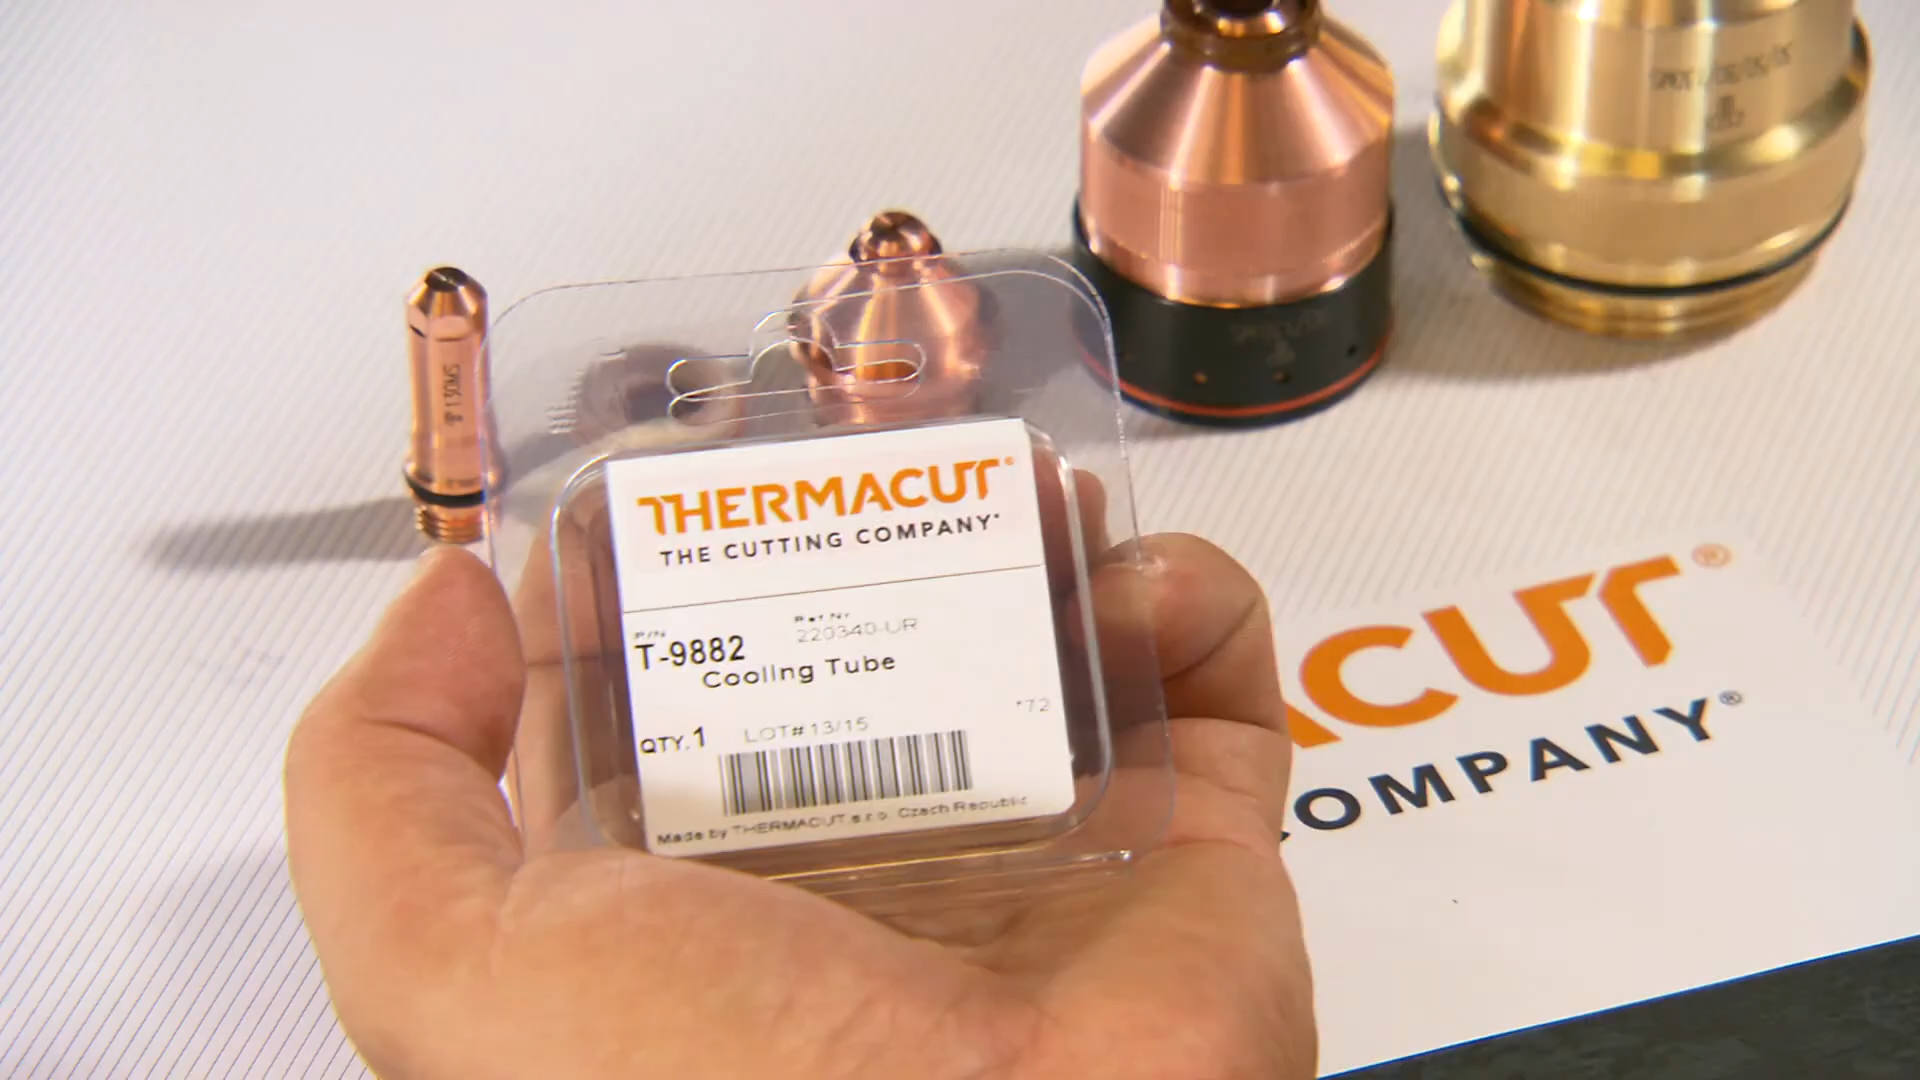 THERMACUT®
THE CUTTING COMPANY®
P/N
Ref Nr
T-9882
220340-UR
Cooling Tube
*72
QTY.1
LOT# 13/15
Made by THERMACUT s.r.o. Czech Republic
ACUT®
COMPANY®